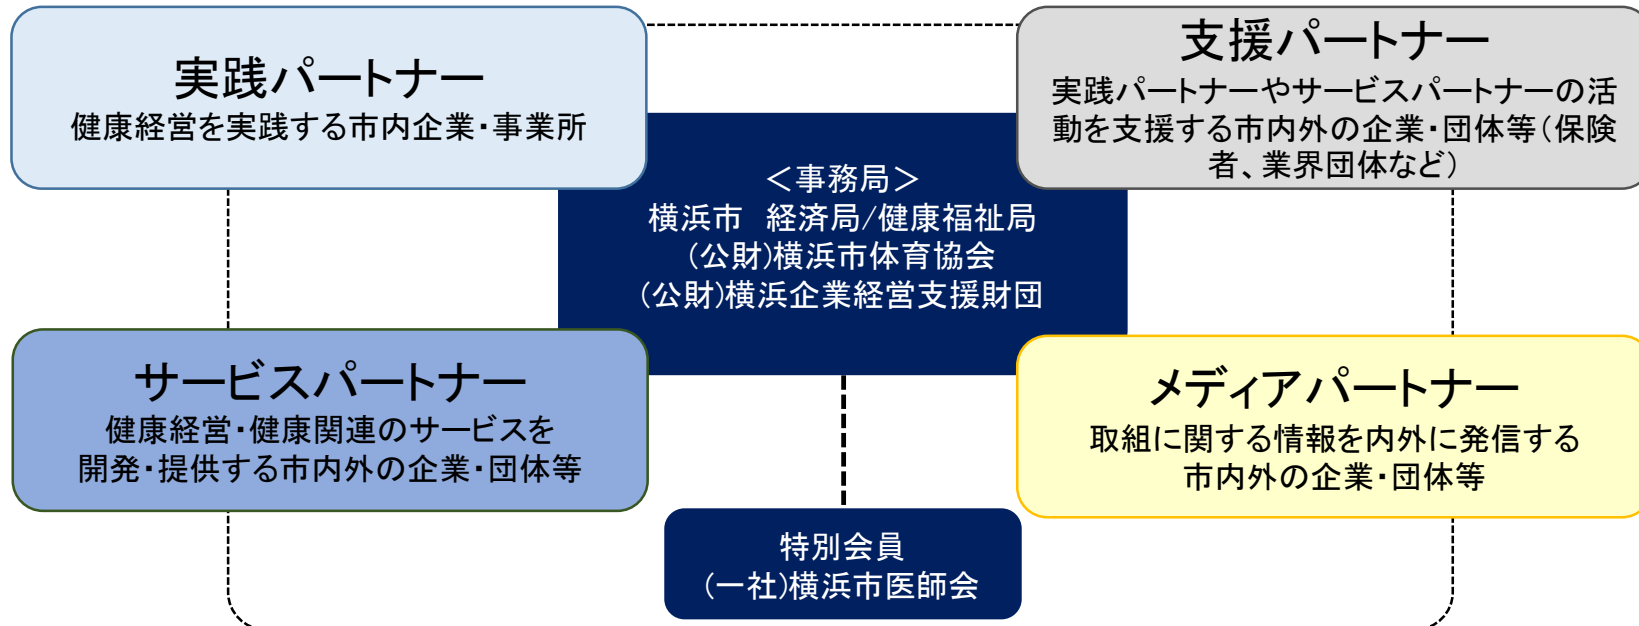 実践パートナー
健康経営を実践する市内企業・事業所
支援パートナー
実践パートナーやサービスパートナーの活
動を支援する市内外の企業・団体等(保険
者、業界団体など)
<事務局>
横浜市　経済局/健康福祉局
(公財)横浜市体育協会
(公財)横浜企業経営支援財団
サービスパートナー
健康経営・健康関連のサービスを
開発・提供する市内外の企業・団体等
メディアパートナー
取組に関する情報を内外に発信する
市内外の企業・団体等
特別会員
(一社)横浜市医師会